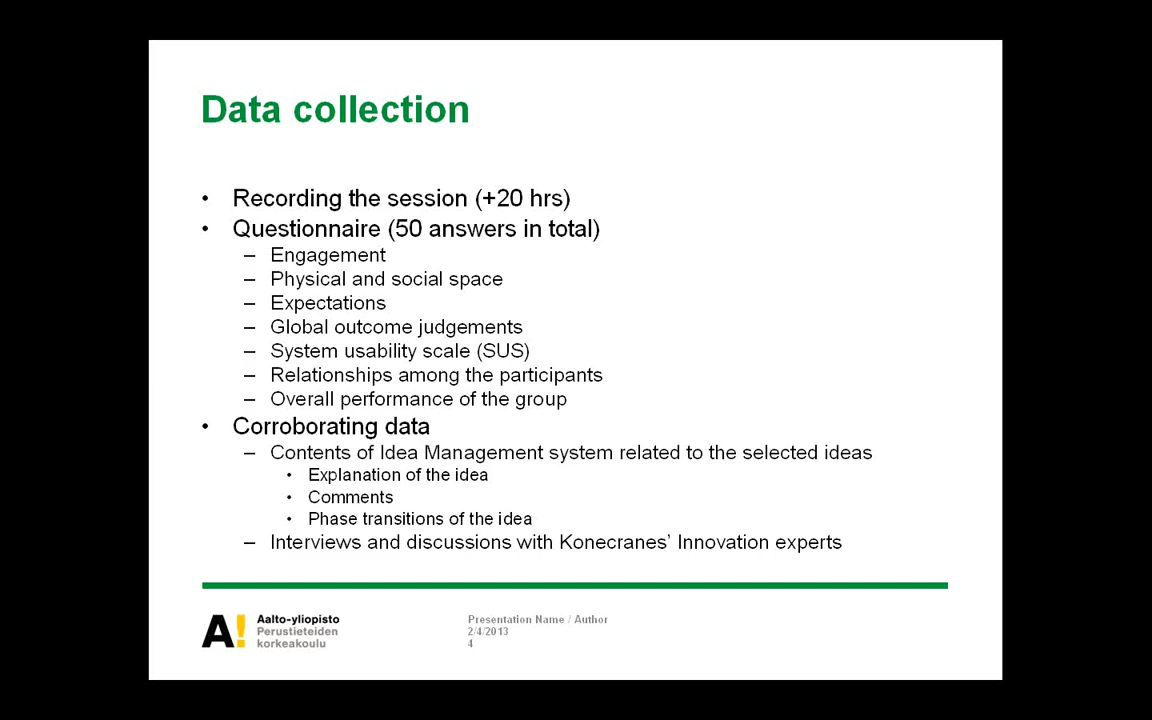 Data collection
• Recording the session (+20 hrs)
• Questionnaire (50 answers in total)
– Engagement
– Physical and social space
– Expectations
– Global outcome judgements
– System usability scale (SUS)
– Relationships among the participants
– Overall performance of the group
• Corroborating data
– Contents of Idea Management system related to the selected ideas
• Explanation of the idea
• Comments
• Phase transitions of the idea
– Interviews and discussions with Konecranes’ Innovation experts
A!
Aalto-yliopisto
Perustieteiden
korkeakoulu
Presentation Name / Author
2/4/2013
4